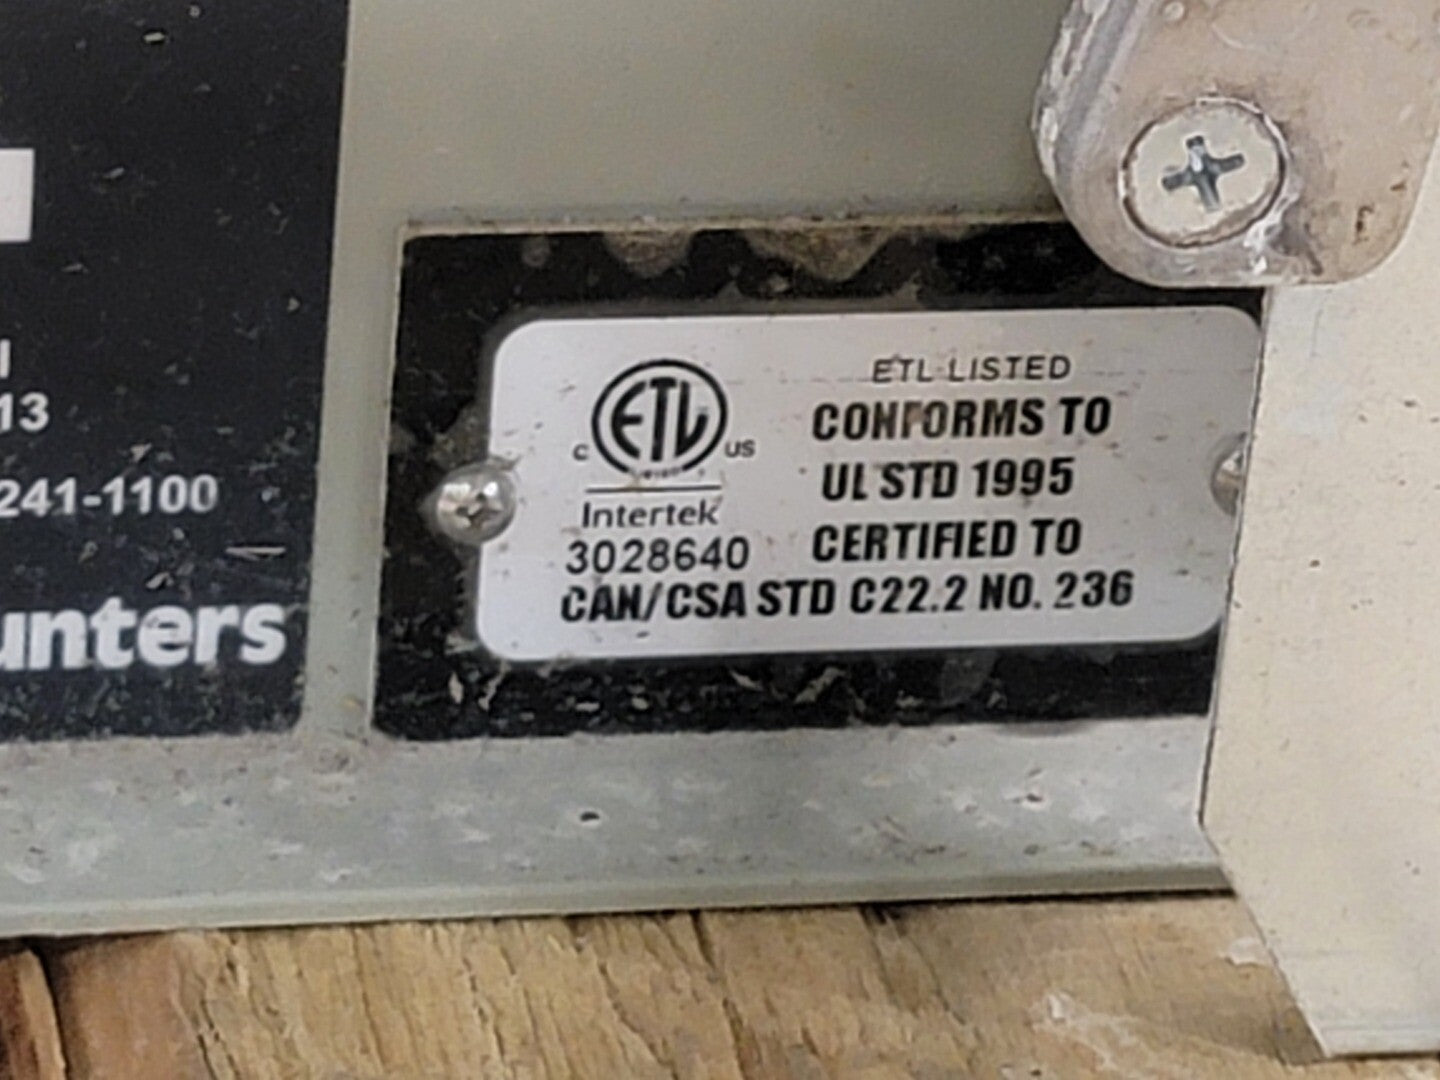 13
241-1100
unters
ETL
C US
Intertek
3028640
ETL LISTED
CONFORMS TO
UL STD 1995
CERTIFIED TO
CAN/CSA STD C22.2 NO. 236